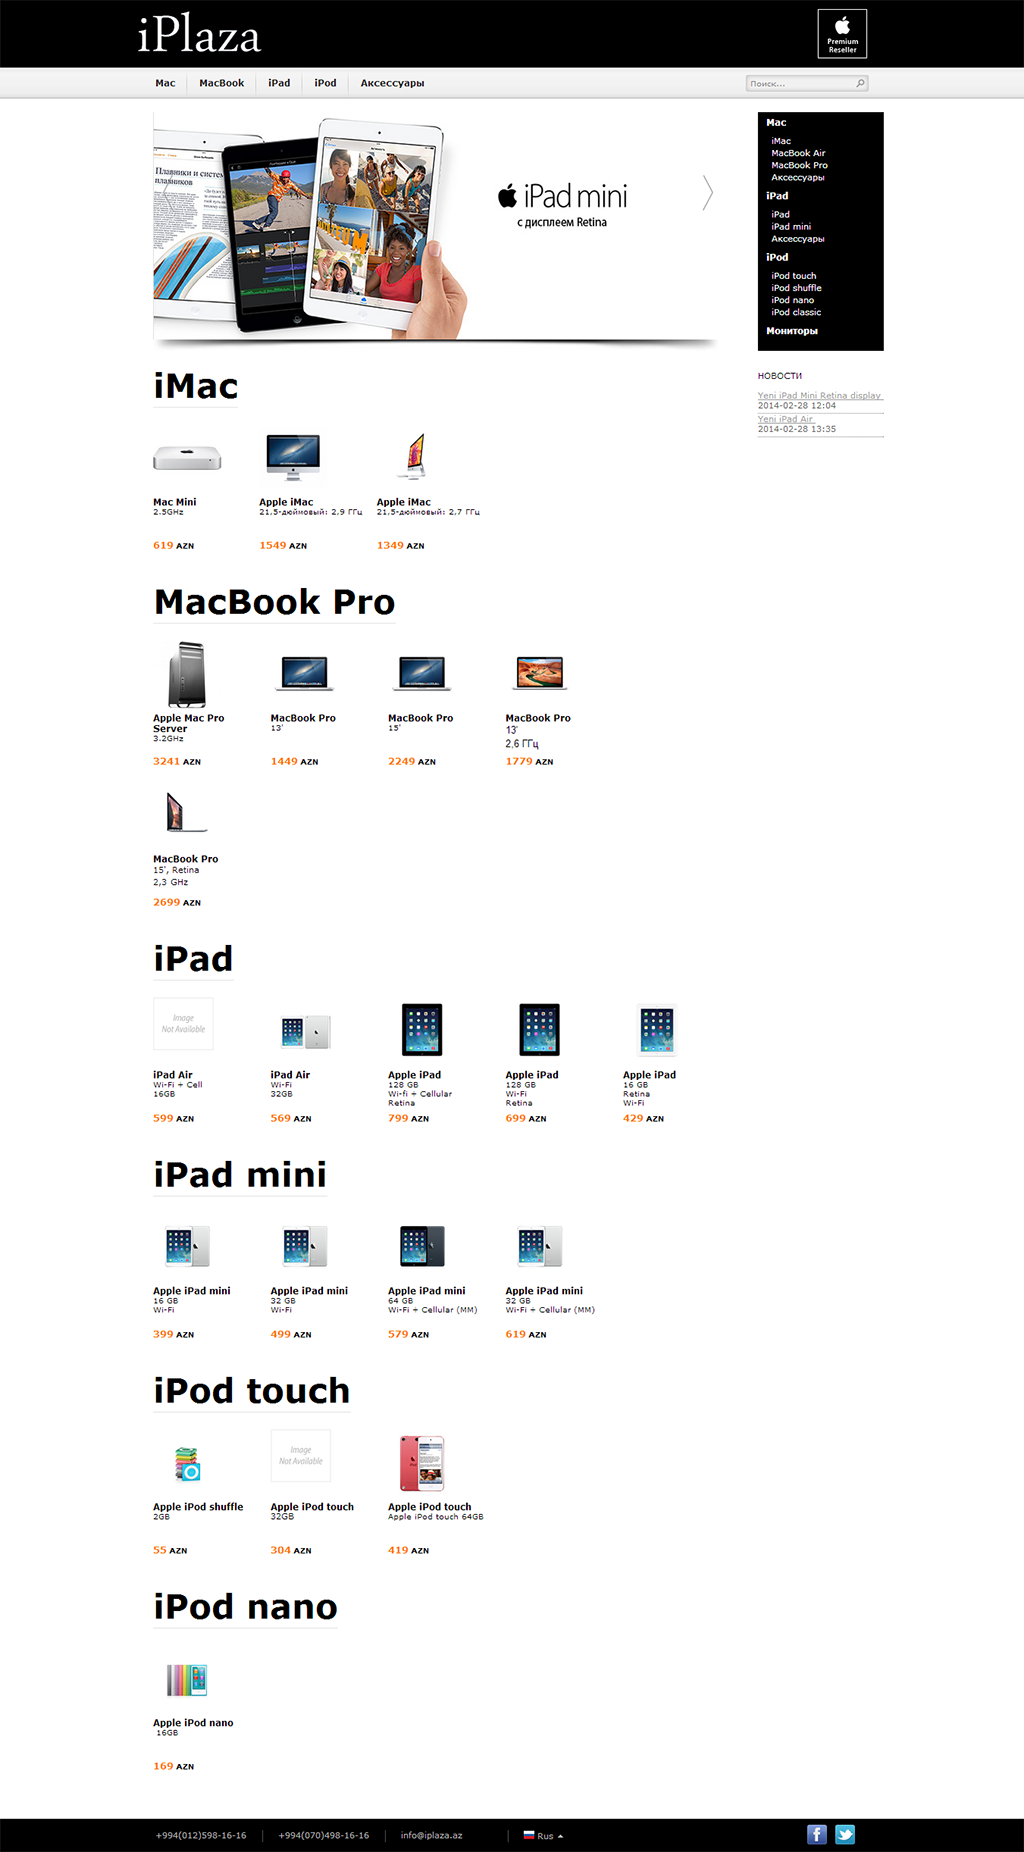 iPlaza
Premium
Reseller
Mac
MacBook
iPad
iPod
Аксессуары
Поиск...
Плавники и системы
плавников
iPad mini
с дисплеем Retina
Mac
iMac
MacBook Air
MacBook Pro
Аксессуары
iPad
iPad
iPad mini
Аксессуары
iPod
iPod touch
iPod shuffle
iPod nano
iPod classic
Мониторы
НОВОСТИ
Yeni iPad Mini Retina display
2014-02-28 12:04
Yeni iPad Air
2014-02-28 13:35
iMac
Mac Mini
2.5GHz
619 AZN
Apple iMac
21,5-дюймовый: 2,9 ГГц
1549 AZN
Apple iMac
21,5-дюймовый: 2,7 ГГц
1349 AZN
MacBook Pro
Apple Mac Pro
Server
3.2GHz
3241 AZN
MacBook Pro
13'
1449 AZN
MacBook Pro
15'
2249 AZN
MacBook Pro
13'
2,6 ГГц
1779 AZN
MacBook Pro
15', Retina
2,3 GHz
2699 AZN
iPad
Image
Not Available
iPad Air
Wi-Fi + Cell
16GB
599 AZN
iPad Air
Wi-Fi
32GB
569 AZN
Apple iPad
128 GB
Wi-fi + Cellular
Retina
799 AZN
Apple iPad
128 GB
Wi-Fi
Retina
699 AZN
Apple iPad
16 GB
Retina
Wi-Fi
429 AZN
iPad mini
Apple iPad mini
16 GB
Wi-Fi
399 AZN
Apple iPad mini
32 GB
Wi-Fi
499 AZN
Apple iPad mini
64 GB
Wi-Fi + Cellular (MM)
579 AZN
Apple iPad mini
32 GB
Wi-Fi + Cellular (MM)
619 AZN
iPod touch
Apple iPod shuffle
2GB
55 AZN
Image
Not Available
Apple iPod touch
32GB
304 AZN
Apple iPod touch
Apple iPod touch 64GB
419 AZN
iPod nano
Apple iPod nano
16GB
169 AZN
+994(012)598-16-16
+994(070)498-16-16
info@iplaza.az
Rus